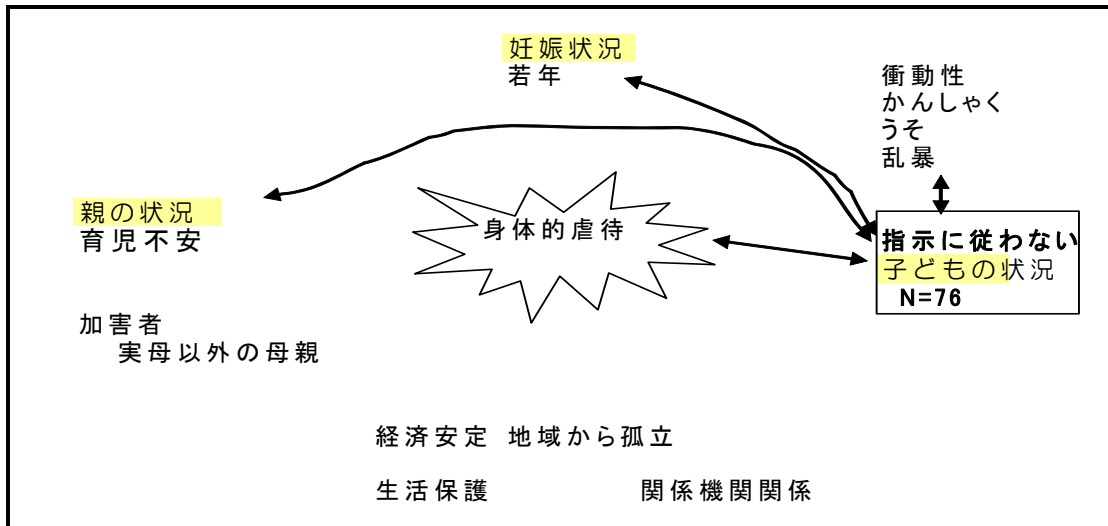 妊娠状況
若年
衝動性
かんしゃく
うそ
乱暴
親の状況
育児不安
身体的虐待
指示に従わない
子どもの状況
N=76
加害者
実母以外の母親
経済安定 地域から孤立
生活保護 関係機関関係